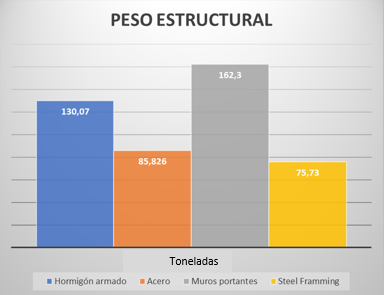 PESO ESTRUCTURAL
162,3
130,07
85,826
75,73
Toneladas
Hormigón armado Acero Muros portantes Steel Framming